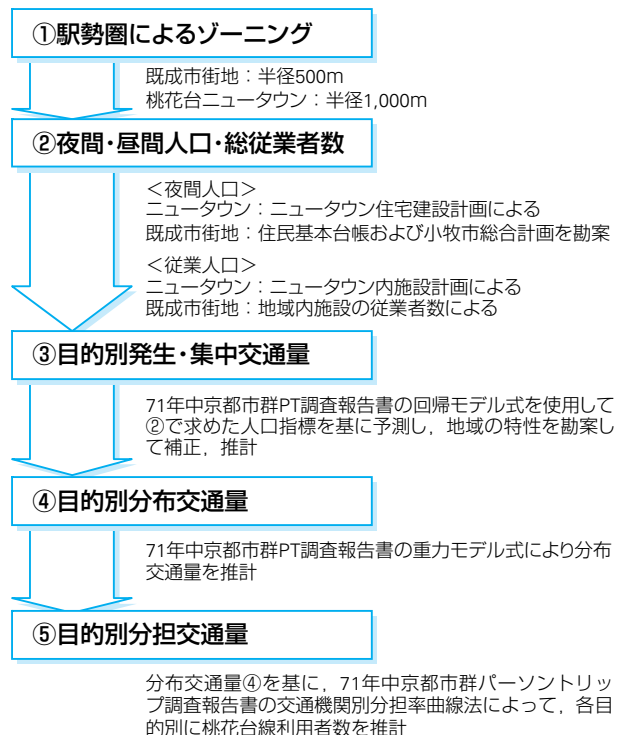 ①駅勢圏によるゾーニング
既成市街地：半径500m
桃花台ニュータウン：半径1,000m
②夜間・昼間人口・総従業者数
＜夜間人口＞
ニュータウン：ニュータウン住宅建設計画による
既成市街地：住民基本台帳および小牧市総合計画を勘案
＜従業人口＞
ニュータウン：ニュータウン内施設計画による
既成市街地：地域内施設の従業者数による
③目的別発生・集中交通量
71年中京都市群PT調査報告書の回帰モデル式を使用して
②で求めた人口指標を基に予測し，地域の特性を勘案し
て補正，推計
④目的別分布交通量
71年中京都市群PT調査報告書の重力モデル式により分布
交通量を推計
⑤目的別分担交通量
分布交通量④を基に，71年中京都市群パーソントリッ
プ調査報告書の交通機関別分担率曲線法によって，各目
的別に桃花台線利用者数を推計